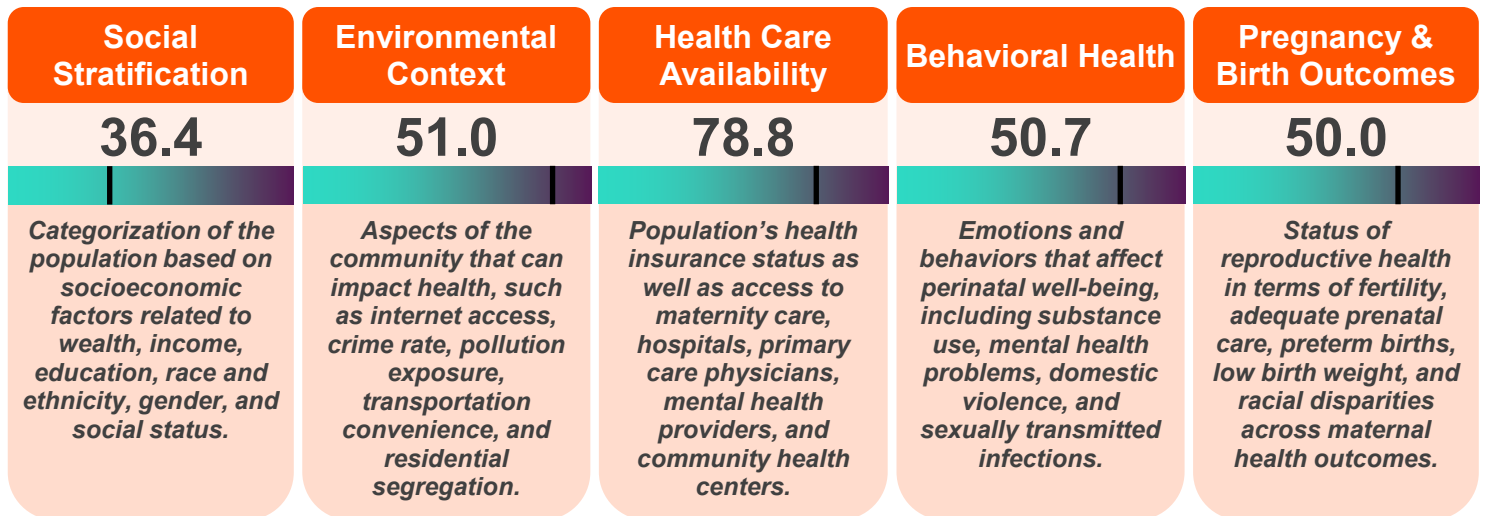 Social
Stratification
36.4
Categorization of the
population based on
socioeconomic
factors related to
wealth, income,
education, race and
ethnicity, gender, and
social status.
Environmental
Context
51.0
Aspects of the
community that can
impact health, such
as internet access,
crime rate, pollution
exposure,
transportation
convenience, and
residential
segregation.
Health Care
Availability
78.8
Population’s health
insurance status as
well as access to
maternity care,
hospitals, primary
care physicians,
mental health
providers, and
community health
centers.
Behavioral Health
50.7
Emotions and
behaviors that affect
perinatal well-being,
including substance
use, mental health
problems, domestic
violence, and
sexually transmitted
infections.
Pregnancy &
Birth Outcomes
50.0
Status of
reproductive health
in terms of fertility,
adequate prenatal
care, preterm births,
low birth weight, and
racial disparities
across maternal
health outcomes.